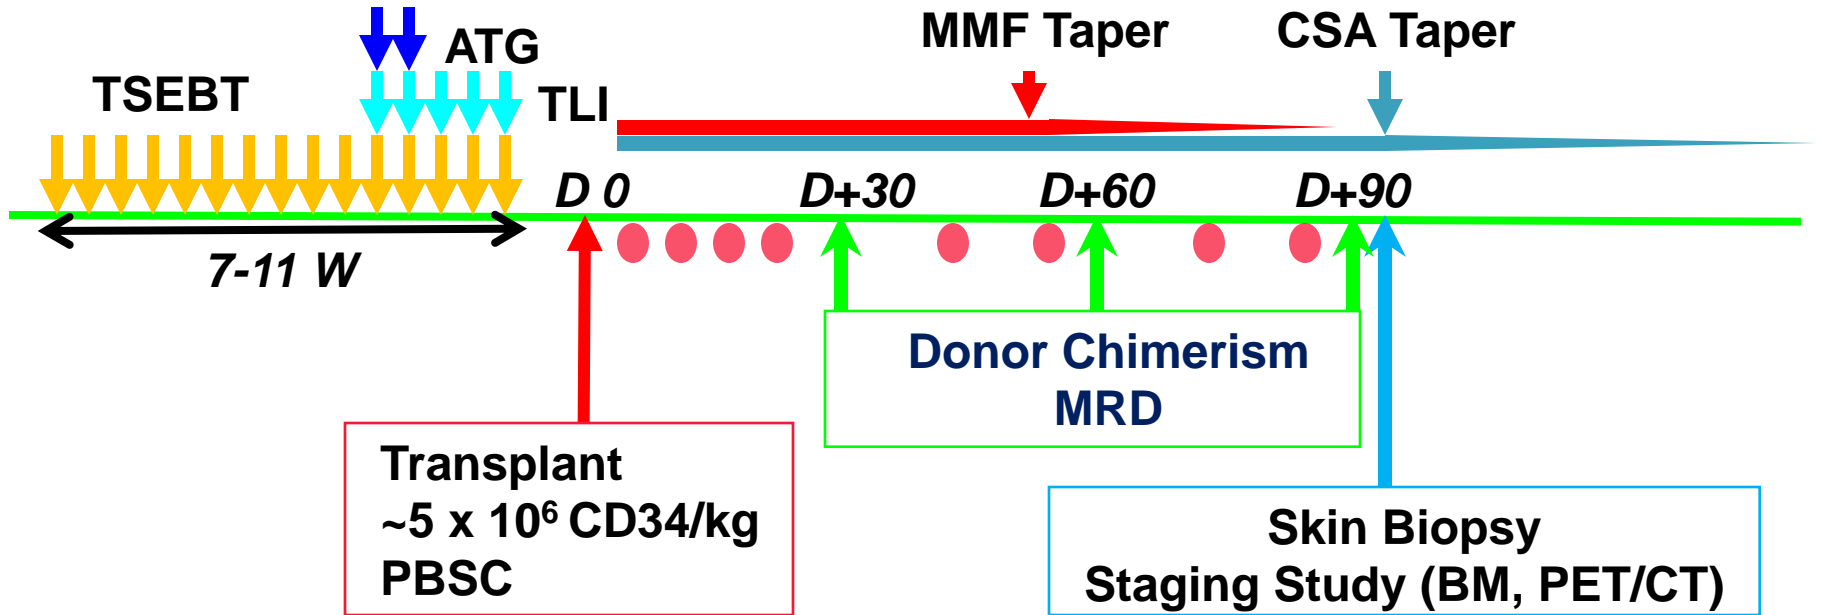 ATG
MMF Taper
CSA Taper
TSEBT
TLI
D 0
D+30
D+60
D+90
7-11 W
Donor Chimerism
MRD
Transplant
~5 x 10⁶ CD34/kg
PBSC
Skin Biopsy
Staging Study (BM, PET/CT)